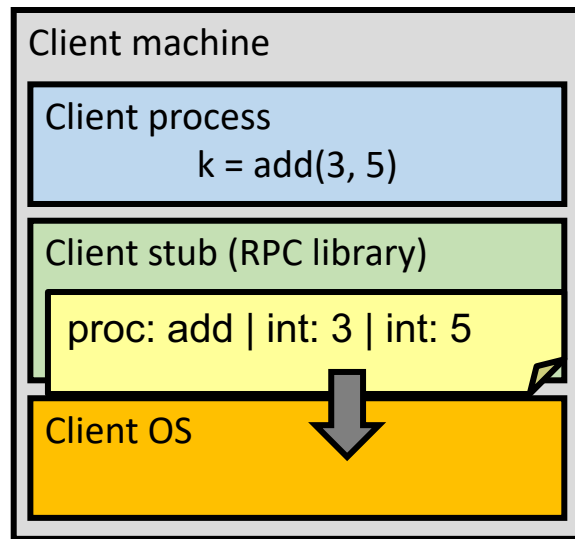 Client machine
Client process
k = add(3, 5)
Client stub (RPC library)
proc: add | int: 3 | int: 5
Client OS